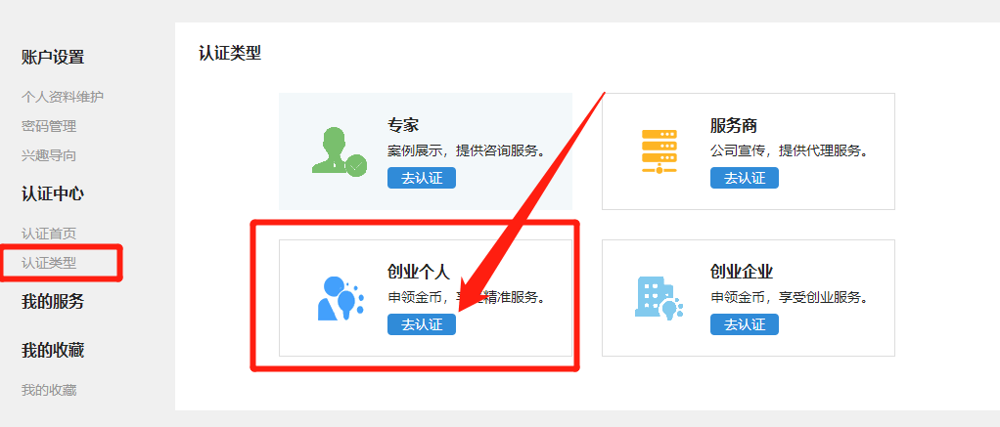 账户设置
个人资料维护
密码管理
兴趣导向
认证中心
认证首页
认证类型
我的服务
我的收藏
我的收藏
认证类型
专家
案例展示，提供咨询服务。
去认证
服务商
公司宣传，提供代理服务。
去认证
创业个人
申领金币，享 精准服务。
去认证
创业企业
申领金币，享受创业服务。
去认证